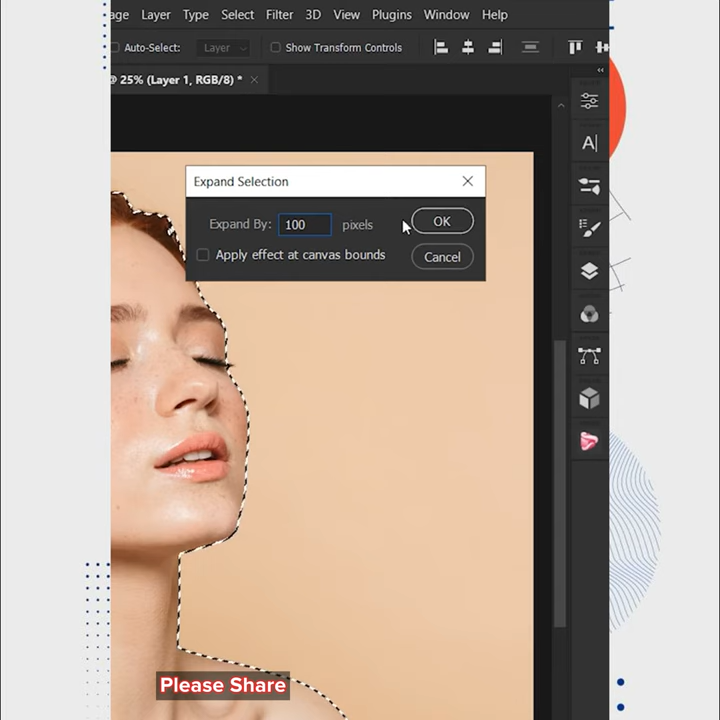 age Layer Type Select Filter 3D View Plugins Window Help
Auto-Select: Layer Show Transform Controls
@ 25% (Layer 1, RGB/8) *
A
Expand Selection
Expand By: 100 pixels
OK
Apply effect at canvas bounds
Cancel
Please Share